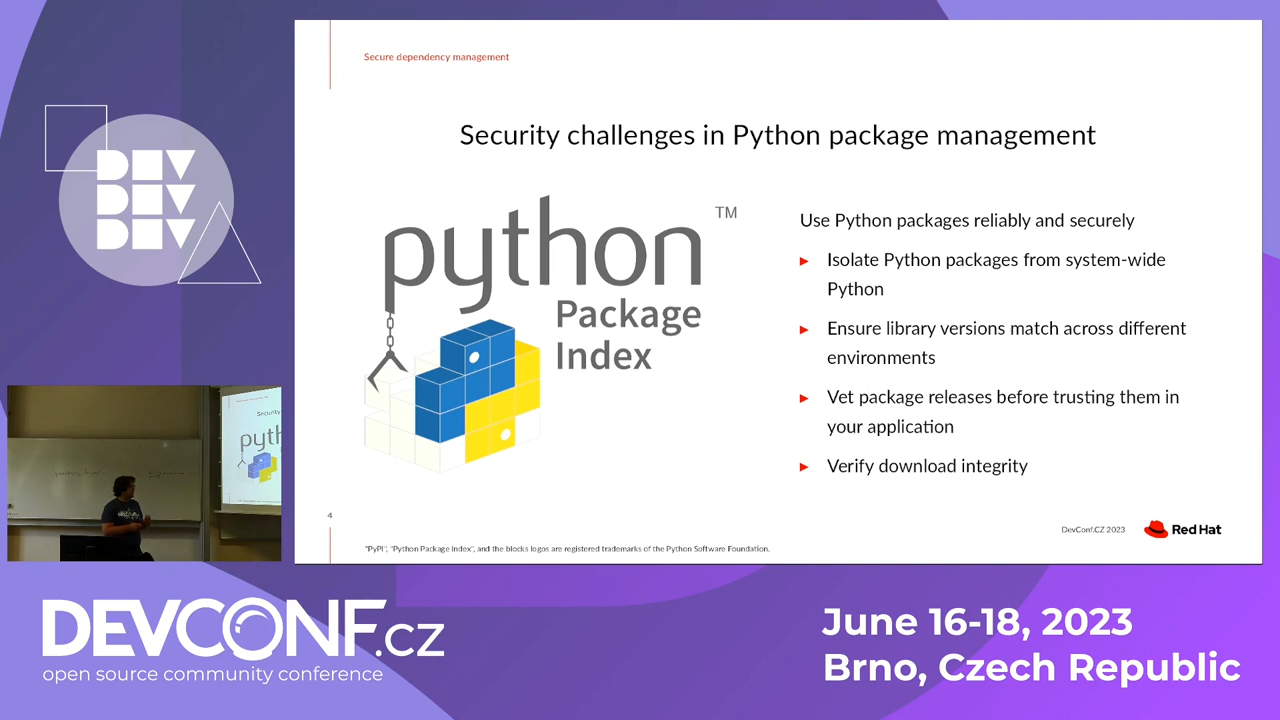 Secure dependency management
Security challenges in Python package management
python
TM
Package
Index
Use Python packages reliably and securely
Isolate Python packages from system-wide
Python
Ensure library versions match across different
environments
Vet package releases before trusting them in
your application
Verify download integrity
4
"PyPI", "Python Package Index", and the blocks logos are registered trademarks of the Python Software Foundation.
DevConf.CZ 2023
Red Hat
DEV
DEV
DEV
Security
pyth
DEVCONF.cz
open source community conference
June 16-18, 2023
Brno, Czech Republic